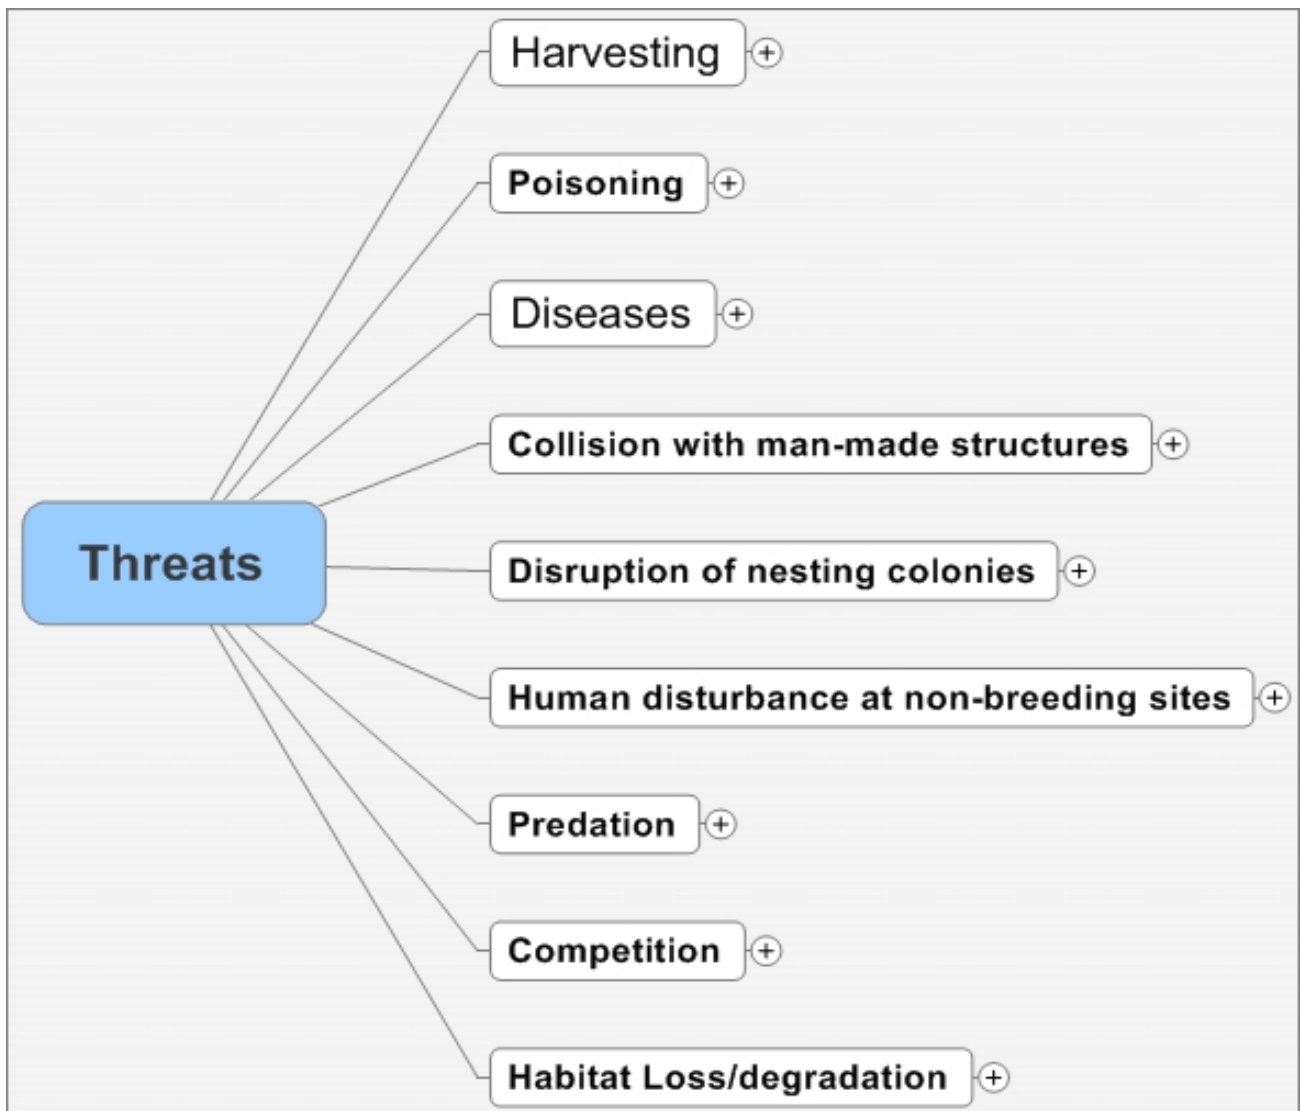 Harvesting
Poisoning
Diseases
Collision with man-made structures
Threats
Disruption of nesting colonies
Human disturbance at non-breeding sites
Predation
Competition
Habitat Loss/degradation